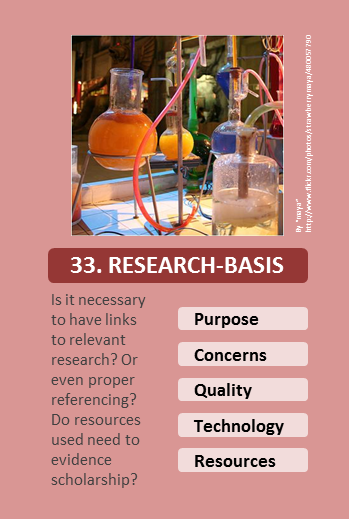 By "maya"
http://www.flickr.com/photos/strawberrymaya/480057790
33. RESEARCH-BASIS
Is it necessary
to have links
to relevant
research? Or
even proper
referencing?
Do resources
used need to
evidence
scholarship?
Purpose
Concerns
Quality
Technology
Resources